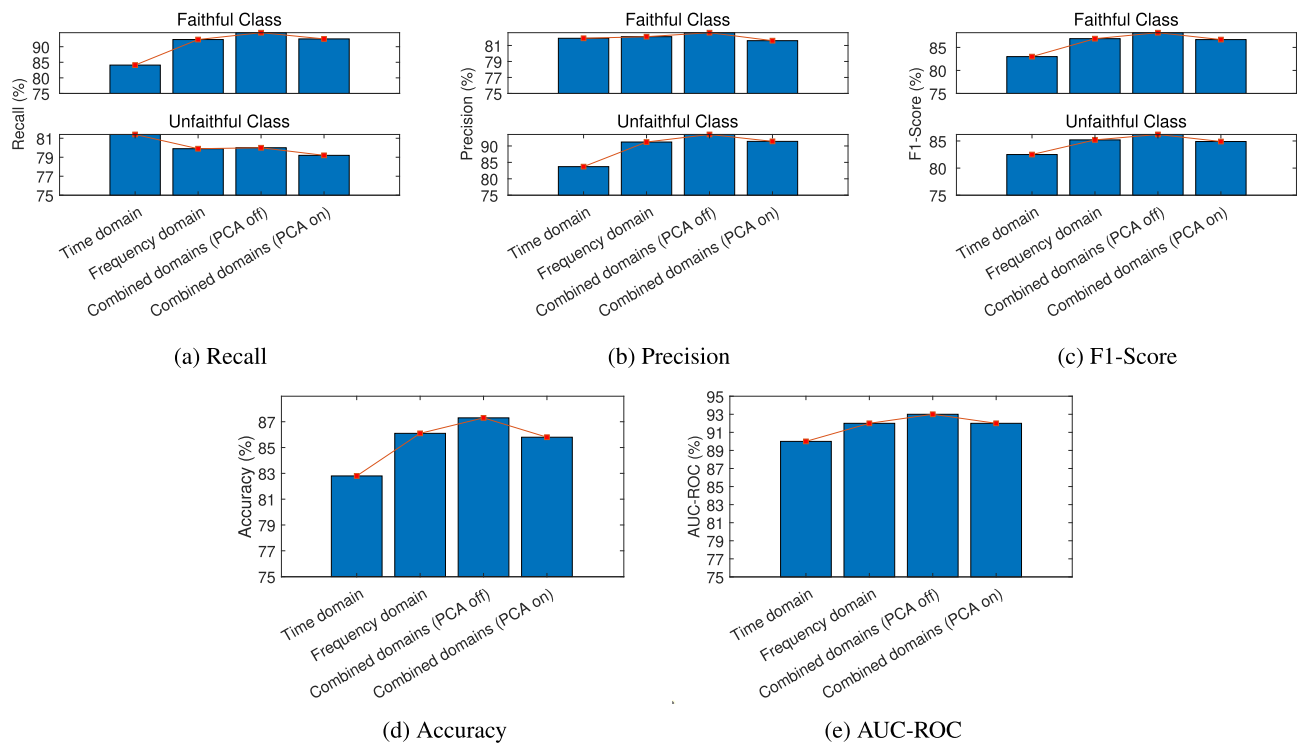 Faithful Class
Recall (%)
90
85
80
75
Unfaithful Class
81
79
77
75
Time domain
Frequency domain
Combined domains (PCA off)
Combined domains (PCA on)
(a) Recall
Faithful Class
Precision (%)
81
79
77
75
Unfaithful Class
90
85
80
75
Time domain
Frequency domain
Combined domains (PCA off)
Combined domains (PCA on)
(b) Precision
Faithful Class
F1-Score (%)
85
80
75
Unfaithful Class
85
80
75
Time domain
Frequency domain
Combined domains (PCA off)
Combined domains (PCA on)
(c) F1-Score
Accuracy (%)
87
85
83
81
79
77
75
Time domain
Frequency domain
Combined domains (PCA off)
Combined domains (PCA on)
(d) Accuracy
AUC-ROC (%)
95
93
91
89
87
85
83
81
79
77
75
Time domain
Frequency domain
Combined domains (PCA off)
Combined domains (PCA on)
(e) AUC-ROC